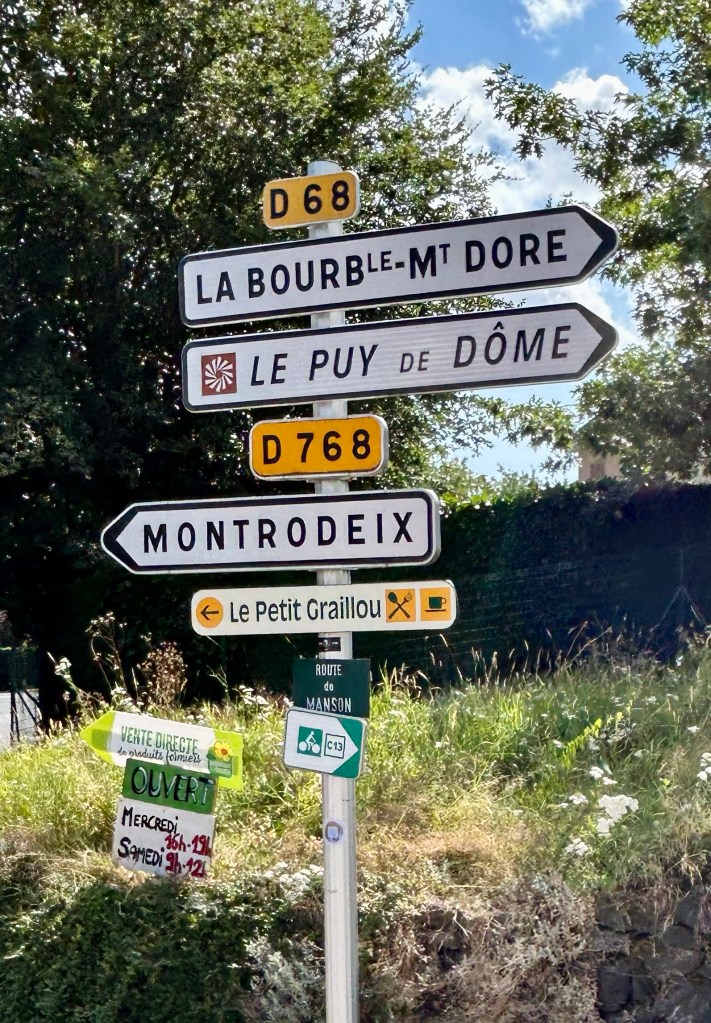 D 68
LA BOURBLE-MT DORE
LE PUY DE DÔME
D 768
MONTRODEIX
Le Petit Graillou
ROUTE
de
MANSON
C13
VENTE DIRECTE
de produits fermiers
OUVERT
MERCREDI
16h-19h
SAMEDI 9h-12h